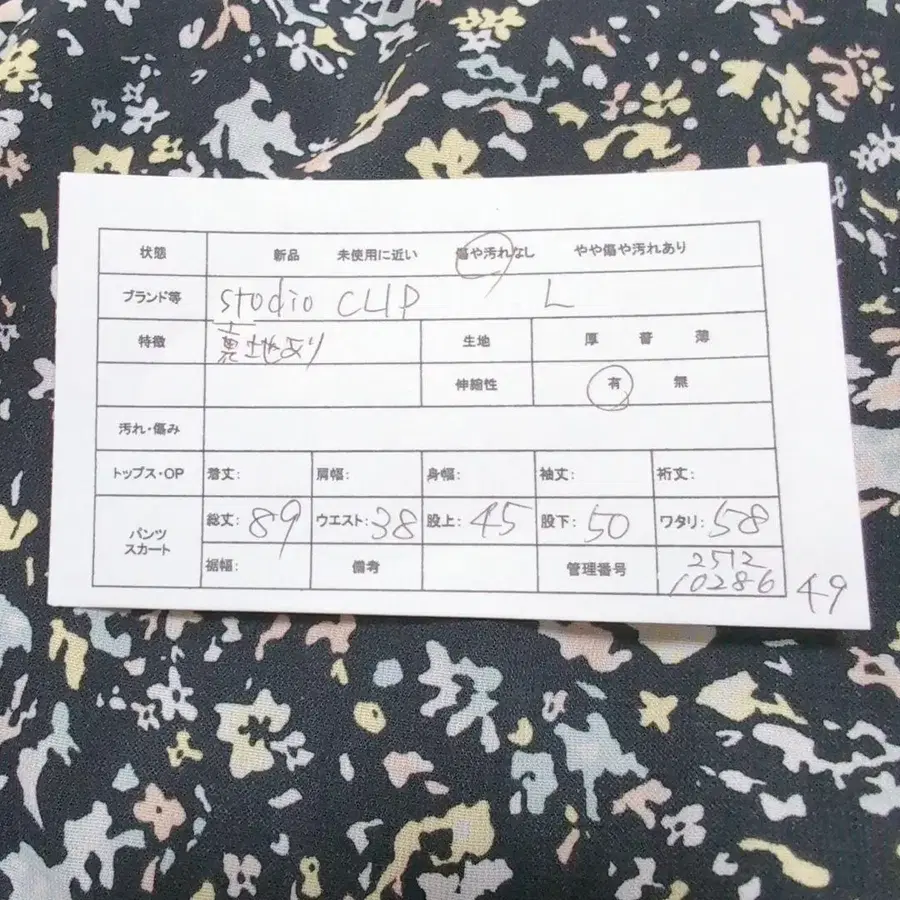 状態 新品 未使用に近い 傷や汚れなし やや傷や汚れあり
ブランド等 studio CLIP L
特徴 裏地あり 生地 厚 普 薄
伸縮性 有 無
汚れ・傷み
トップス・OP 着丈: 肩幅: 身幅: 袖丈: 裄丈:
パンツ スカート 総丈: 89 ウエスト: 38 股上: 45 股下: 50 ワタリ: 58
裾幅: 備考 管理番号 2512
10286 49